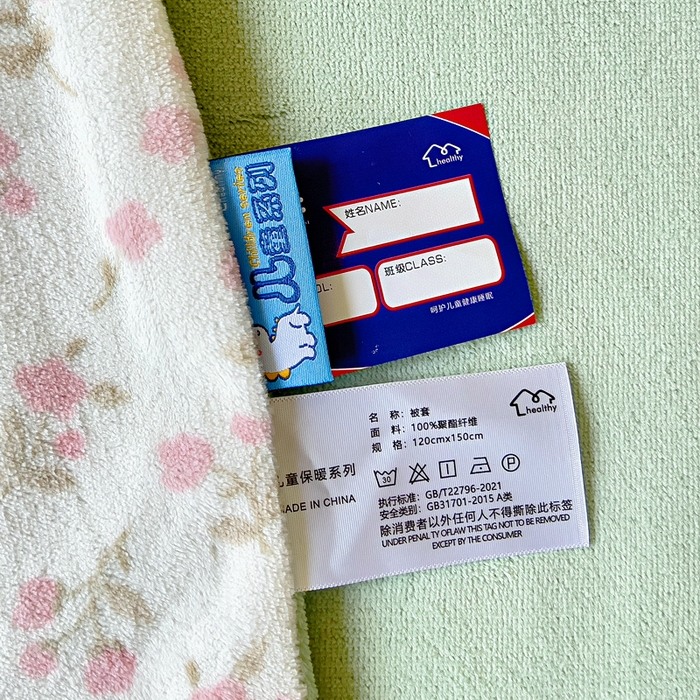 Children series
儿童系列
healthy
姓名NAME:
OL:
班级CLASS:
呵护儿童健康睡眠
healthy
名 称: 被套
面 料: 100%聚酯纤维
规 格: 120cmx150cm
儿童保暖系列
30
P
MADE IN CHINA
执行标准: GB/T22796-2021
安全类别: GB31701-2015 A类
除消费者以外任何人不得撕除此标签
UNDER PENAL TY OFLAW THIS TAG NOT TO BE REMOVED
EXCEPT BY THE CONSUMER